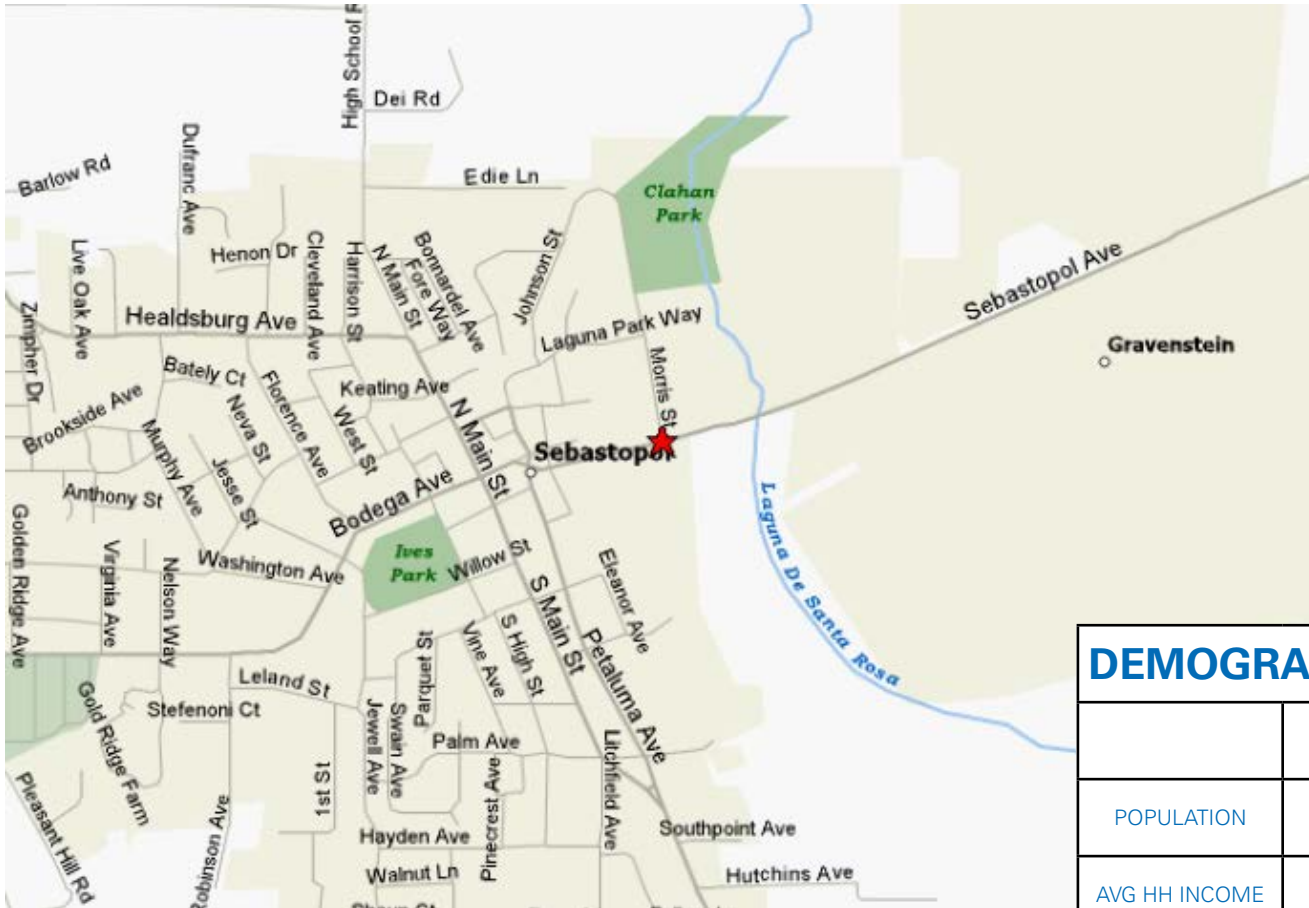 High School R
Dei Rd
Barlow Rd
Dufranc Ave
Edie Ln
Clahan
Park
Live Oak Ave
Henon Dr
Cleveland Ave
Harrison St
N Main St
Bonnardel Ave
Fore Way
Johnson St
Sebastopol Ave
Zimpher Dr
Healdsburg Ave
Laguna Park Way
Gravenstein
Bately Ct
Keating Ave
Morris St
Brookside Ave
Neva St
Florence Ave
West St
N Main St
Murphy Ave
Jesse St
Sebastopol
Anthony St
Bodega Ave
Golden Ridge Ave
Virginia Ave
Nelson Way
Washington Ave
Ives
Park
Willow St
Eleanor Ave
Laguna De Santa Rosa
S Main St
S High St
Vine Ave
Petaluma Ave
Leland St
Parquet St
Stefenoni Ct
Gold Ridge Farm
Jewell Ave
Swain Ave
Palm Ave
Litchfield Ave
1st St
Pinecrest Ave
Pleasant Hill Rd
Robinson Ave
Hayden Ave
Southpoint Ave
Walnut Ln
Hutchins Ave
DEMOGRA
POPULATION
AVG HH INCOME